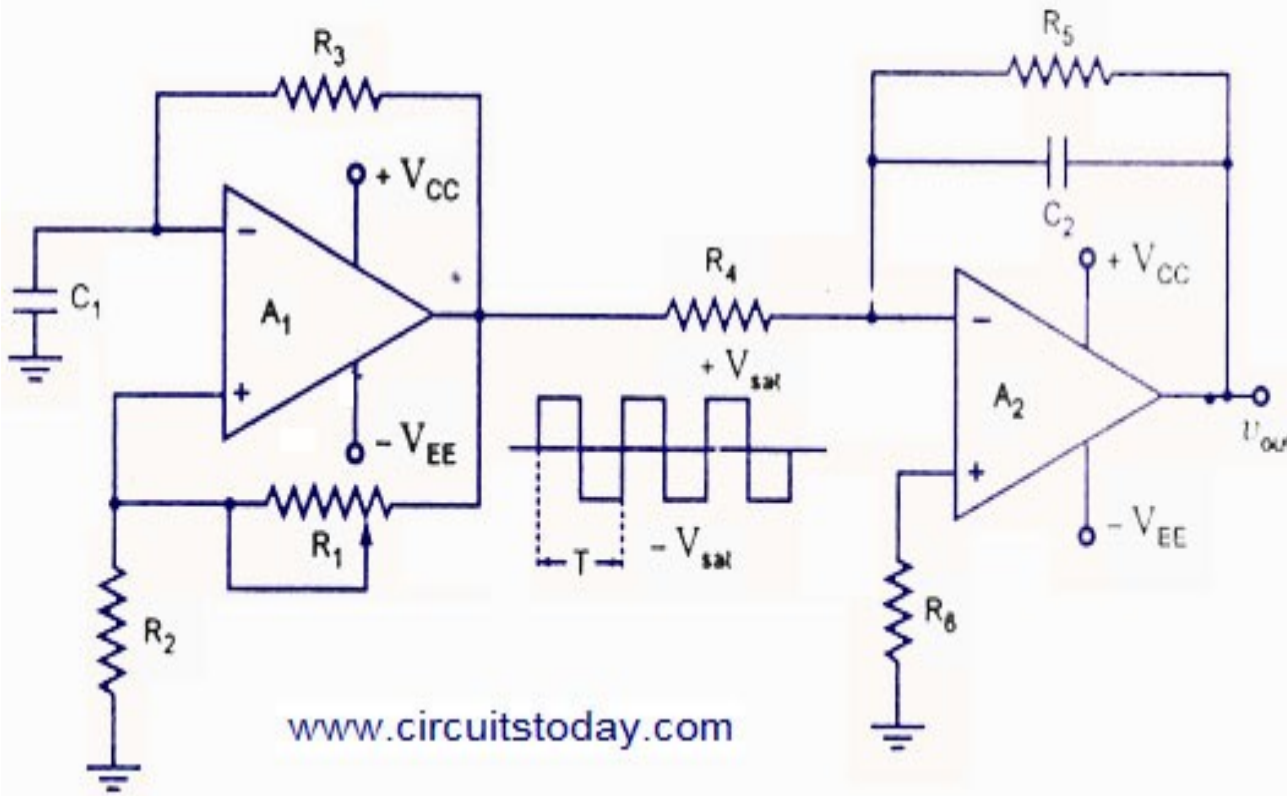 R3
R5
+ VCC
C2
−
R4
+ VCC
C1
A1
−
+ Vsat
+
A2
− VEE
+
R1
T
− Vsat
− VEE
R2
R6
www.circuitstoday.com